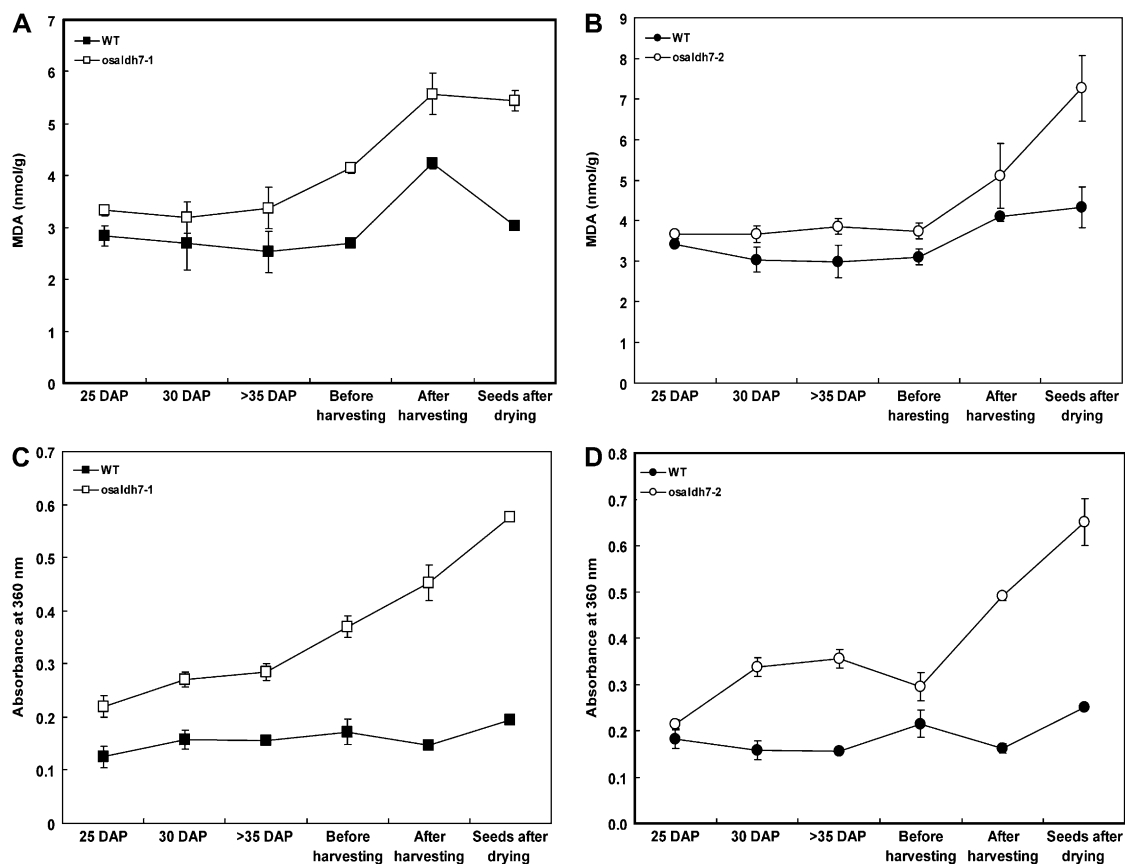 A
7
6
5
4
3
2
1
0
MDA (nmol/g)
WT
osaldh7-1
25 DAP
30 DAP
>35 DAP
Before
harvesting
After
harvesting
Seeds after
drying
B
9
8
7
6
5
4
3
2
1
0
MDA (nmol/g)
WT
osaldh7-2
25 DAP
30 DAP
>35 DAP
Before
haresting
After
harvesting
Seeds after
drying
C
0.7
0.6
0.5
0.4
0.3
0.2
0.1
0
Absorbance at 360 nm
WT
osaldh7-1
25 DAP
30 DAP
>35 DAP
Before
harvesting
After
harvesting
Seeds after
drying
D
0.8
0.7
0.6
0.5
0.4
0.3
0.2
0.1
0.0
Absorbance at 360 nm
WT
osaldh7-2
25 DAP
30 DAP
>35 DAP
Before
harvesting
After
harvesting
Seeds after
drying